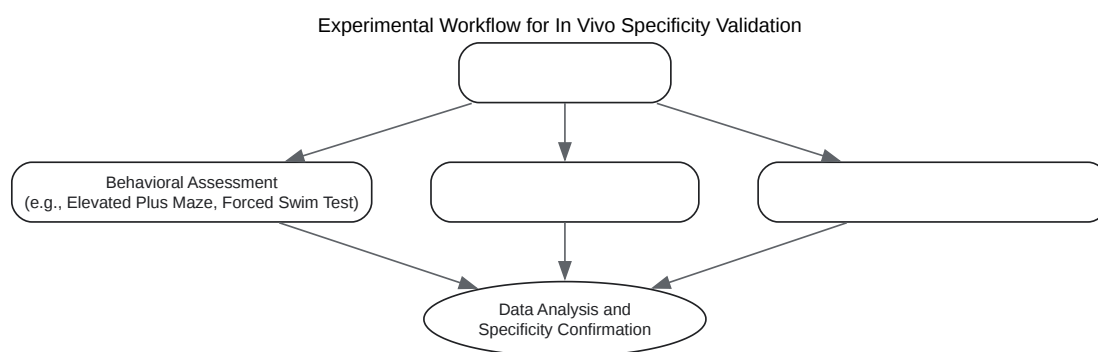 Experimental Workflow for In Vivo Specificity Validation
Behavioral Assessment
(e.g., Elevated Plus Maze, Forced Swim Test)
Data Analysis and
Specificity Confirmation